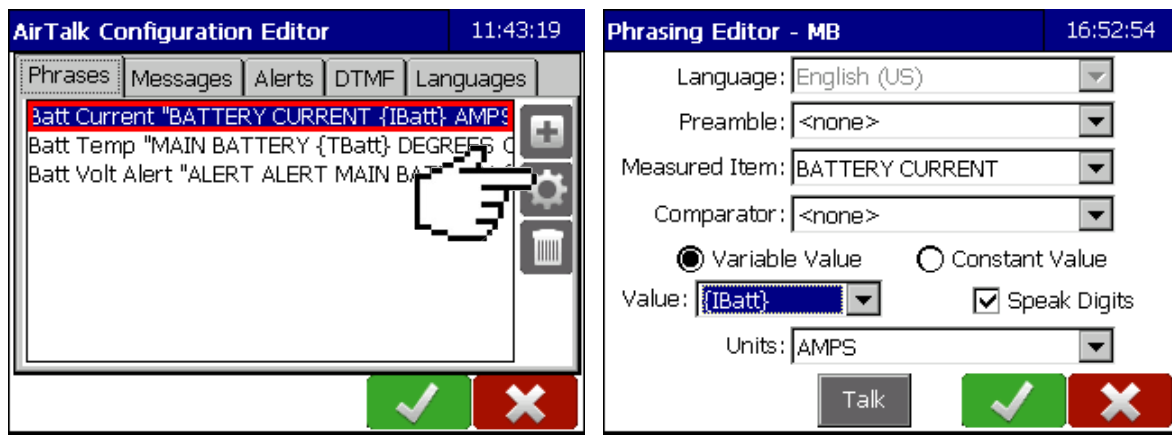 AirTalk Configuration Editor 11:43:19
Phrases Messages Alerts DTMF Languages
Batt Current "BATTERY CURRENT {IBatt} AMPS
Batt Temp "MAIN BATTERY {TBatt} DEGREES C
Batt Volt Alert "ALERT ALERT MAIN
Phrasing Editor - MB 16:52:54
Language: English (US)
Preamble: <none>
Measured Item: BATTERY CURRENT
Comparator: <none>
Variable Value Constant Value
Value: {IBatt} Speak Digits
Units: AMPS
Talk